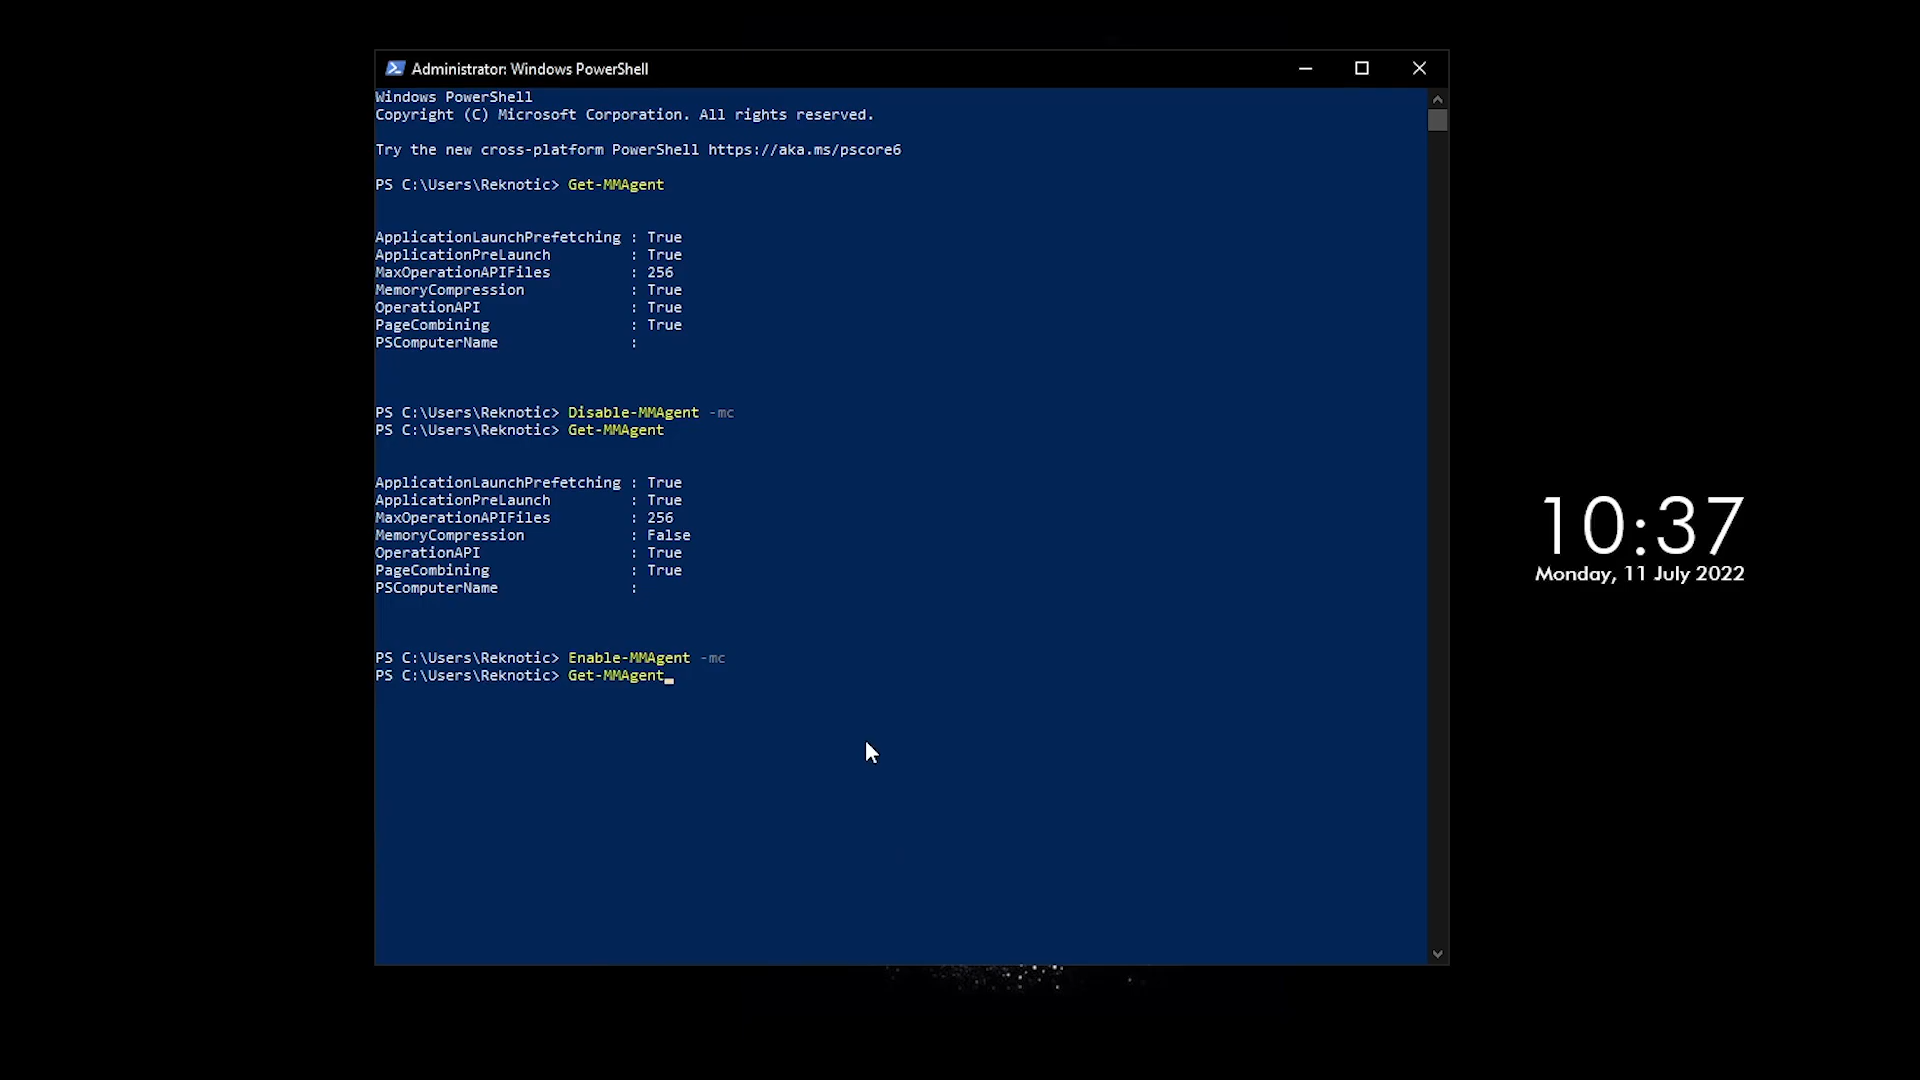 Administrator: Windows PowerShell
Windows PowerShell
Copyright (C) Microsoft Corporation. All rights reserved.
Try the new cross-platform PowerShell https://aka.ms/pscore6
PS C:\Users\Reknotic> Get-MMAgent
ApplicationLaunchPrefetching : True
ApplicationPreLaunch : True
MaxOperationAPIFiles : 256
MemoryCompression : True
OperationAPI : True
PageCombining : True
PSComputerName :
PS C:\Users\Reknotic> Disable-MMAgent -mc
PS C:\Users\Reknotic> Get-MMAgent
ApplicationLaunchPrefetching : True
ApplicationPreLaunch : True
MaxOperationAPIFiles : 256
MemoryCompression : False
OperationAPI : True
PageCombining : True
PSComputerName :
PS C:\Users\Reknotic> Enable-MMAgent -mc
PS C:\Users\Reknotic> Get-MMAgent
10:37
Monday, 11 July 2022